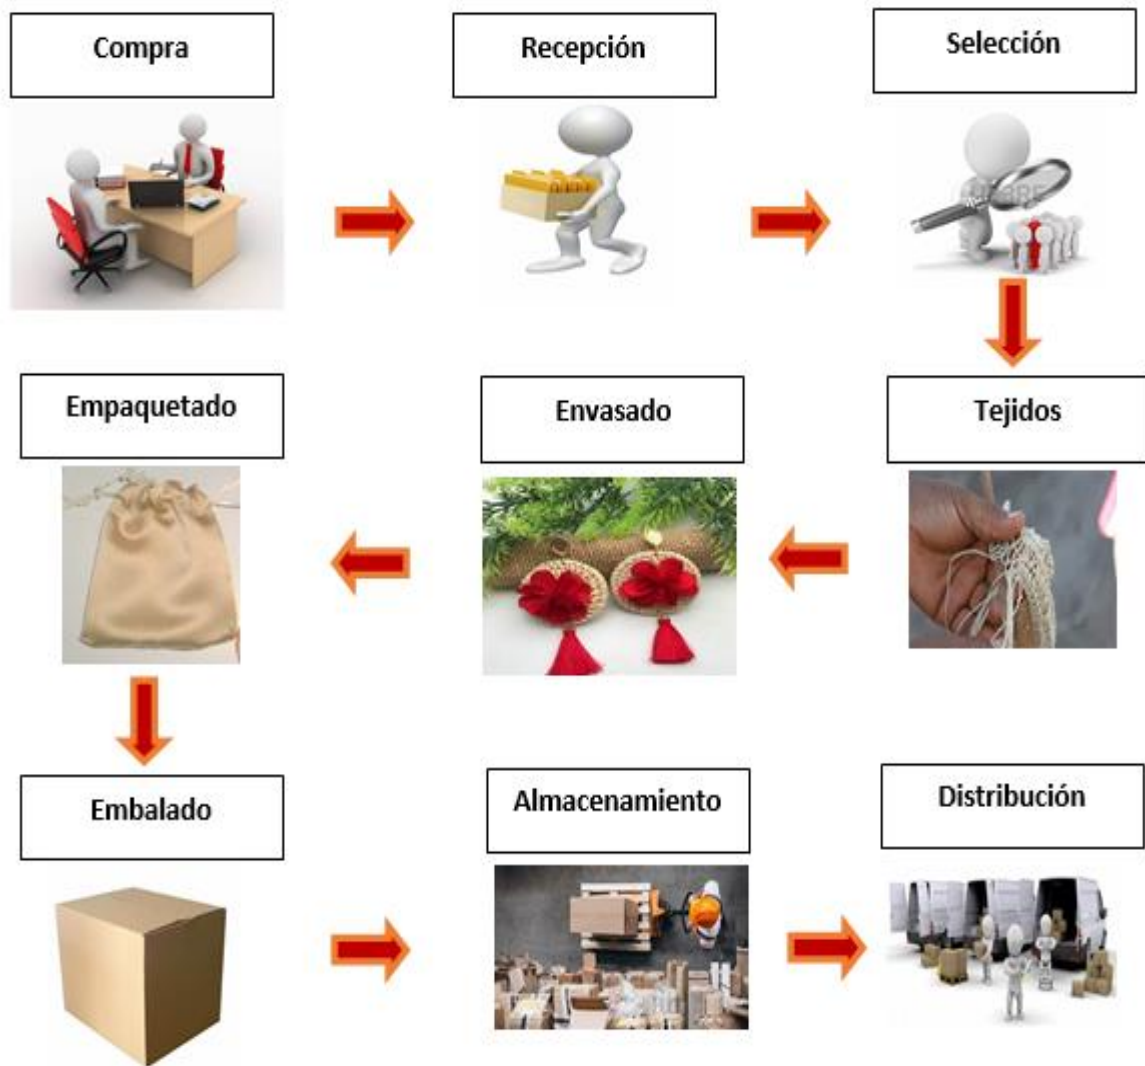 Compra
Recepción
Selección
Tejidos
Envasado
Empaquetado
Embalado
Almacenamiento
Distribución